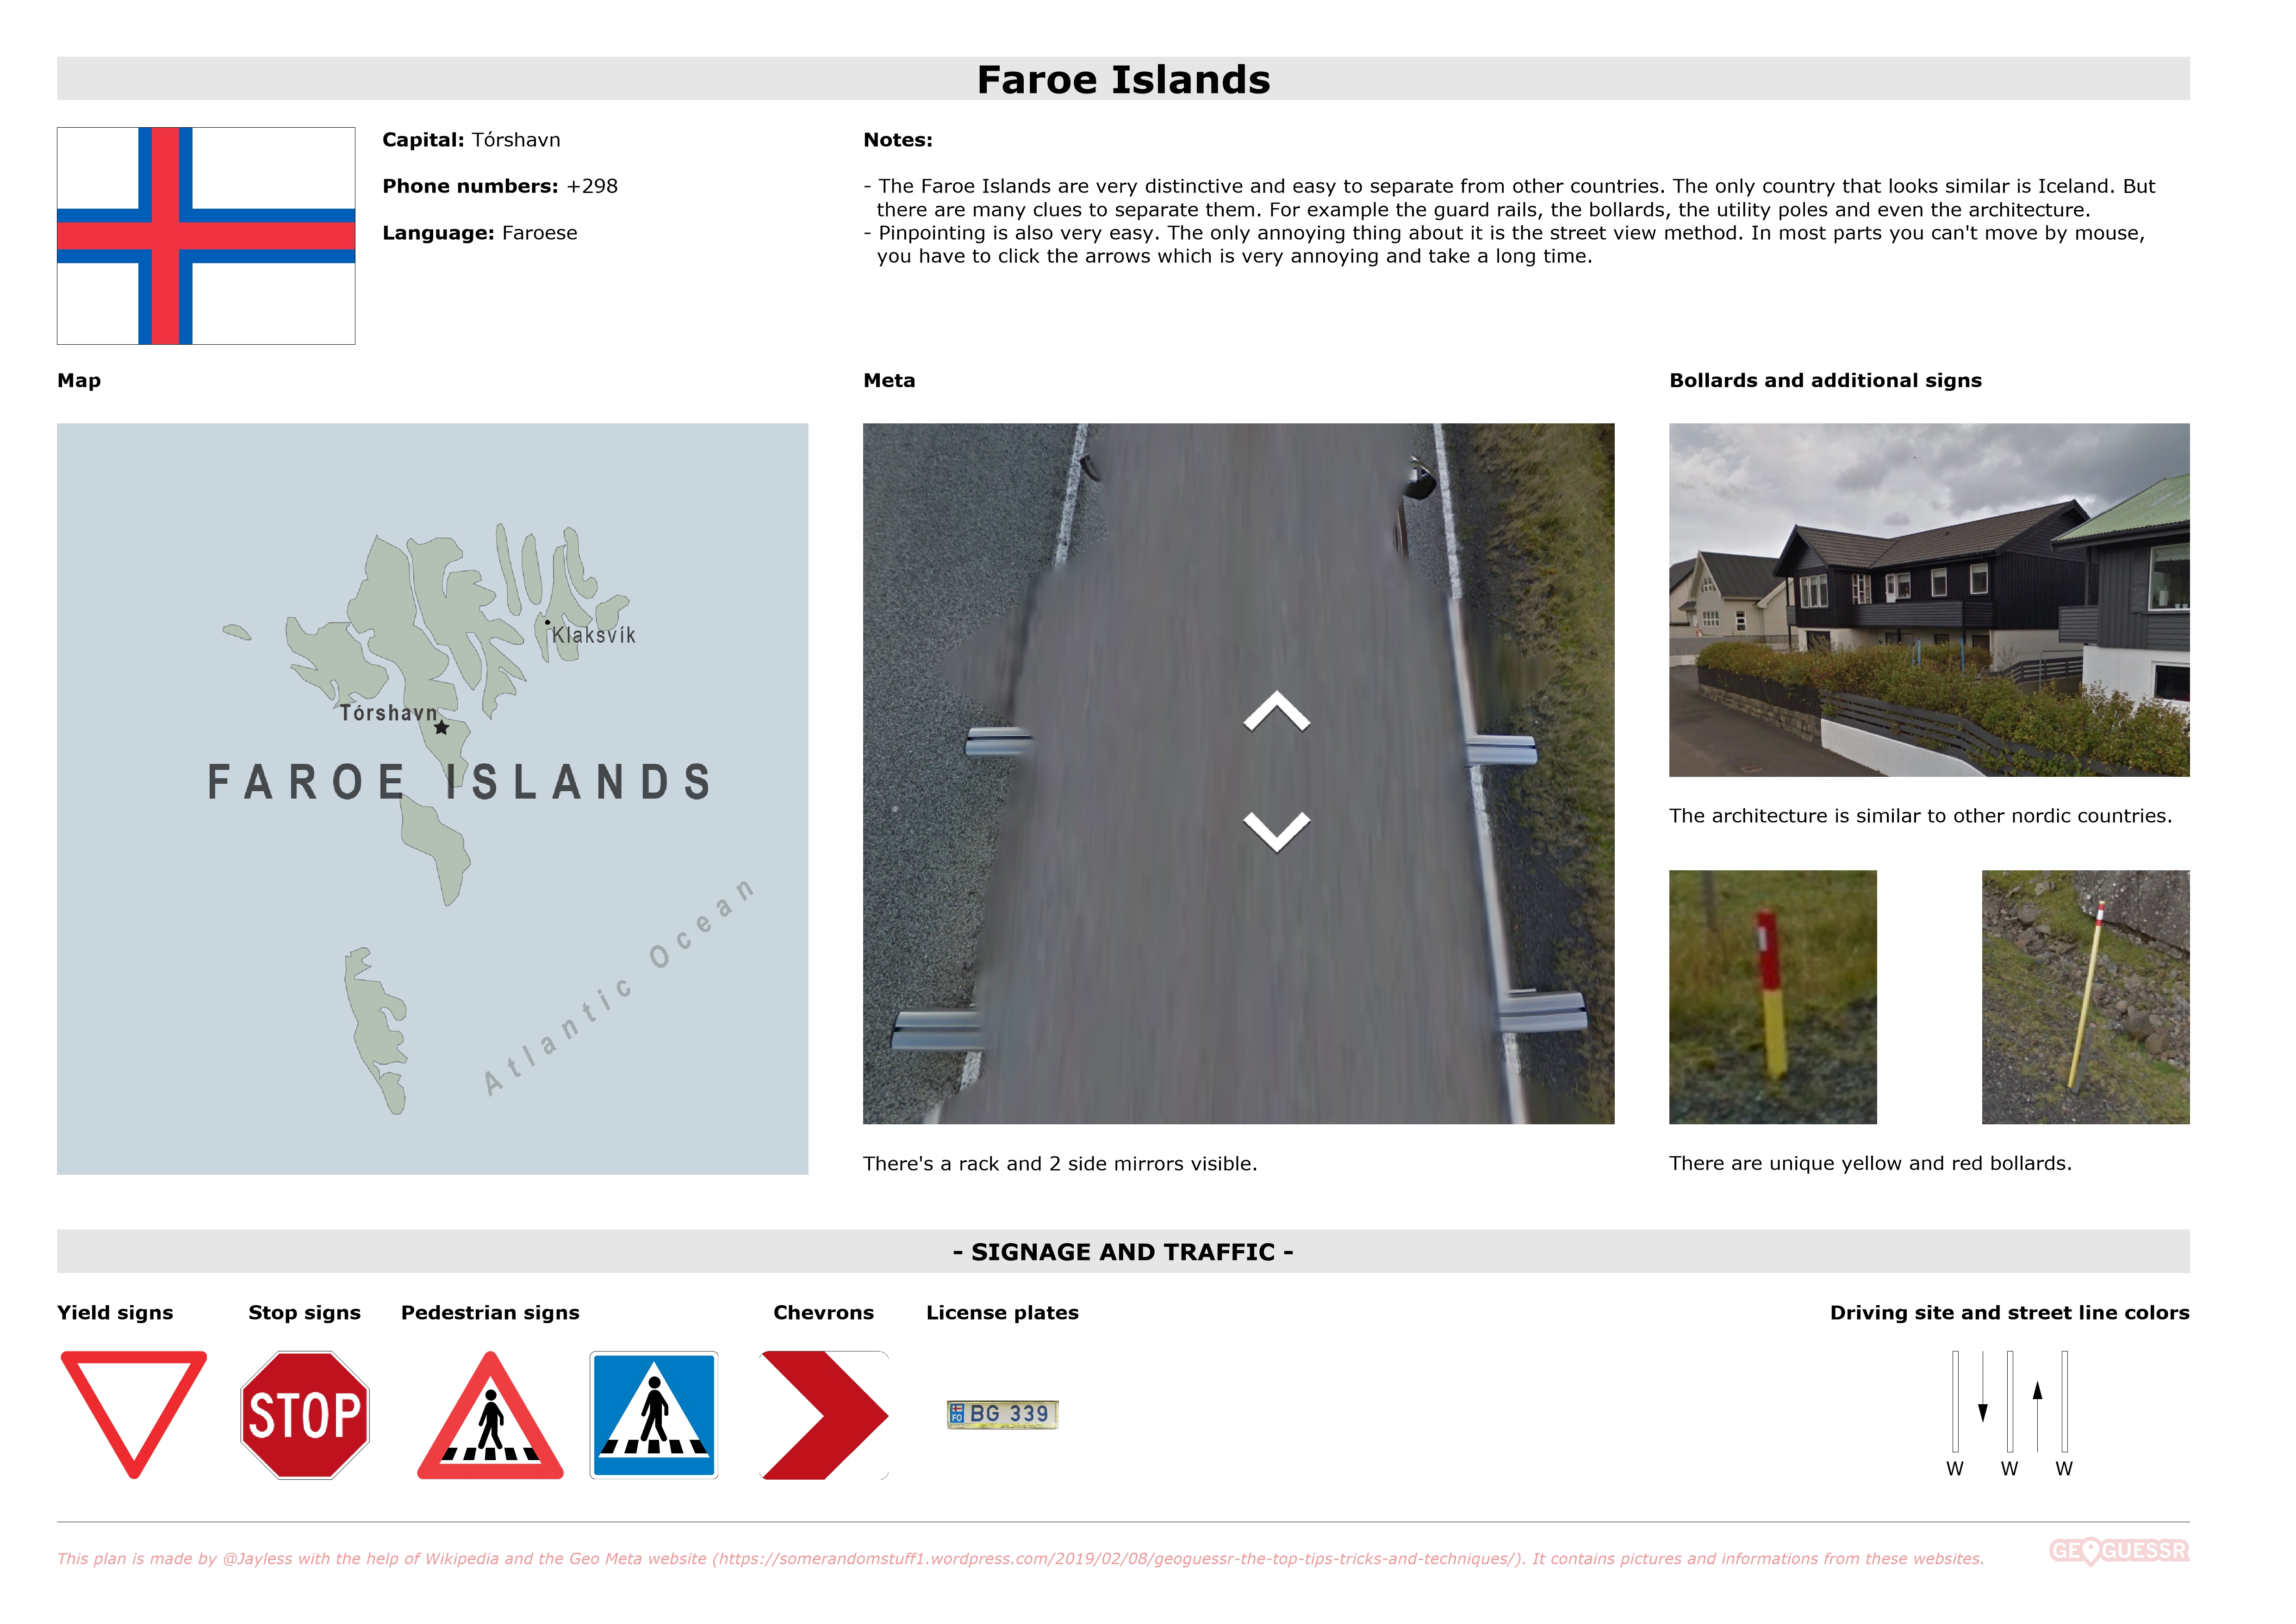 Faroe Islands
Capital: Tórshavn
Phone numbers: +298
Language: Faroese
Notes:
- The Faroe Islands are very distinctive and easy to separate from other countries. The only country that looks similar is Iceland. But
there are many clues to separate them. For example the guard rails, the bollards, the utility poles and even the architecture.
- Pinpointing is also very easy. The only annoying thing about it is the street view method. In most parts you can't move by mouse,
you have to click the arrows which is very annoying and take a long time.
Map
Klaksvík
Tórshavn
FAROE ISLANDS
Atlantic Ocean
Meta
There's a rack and 2 side mirrors visible.
Bollards and additional signs
The architecture is similar to other nordic countries.
There are unique yellow and red bollards.
- SIGNAGE AND TRAFFIC -
Yield signs
Stop signs
STOP
Pedestrian signs
Chevrons
License plates
FO BG 339
Driving site and street line colors
W W W
This plan is made by @Jayless with the help of Wikipedia and the Geo Meta website (https://somerandomstuff1.wordpress.com/2019/02/08/geoguessr-the-top-tips-tricks-and-techniques/). It contains pictures and informations from these websites.
GEOGUESSR